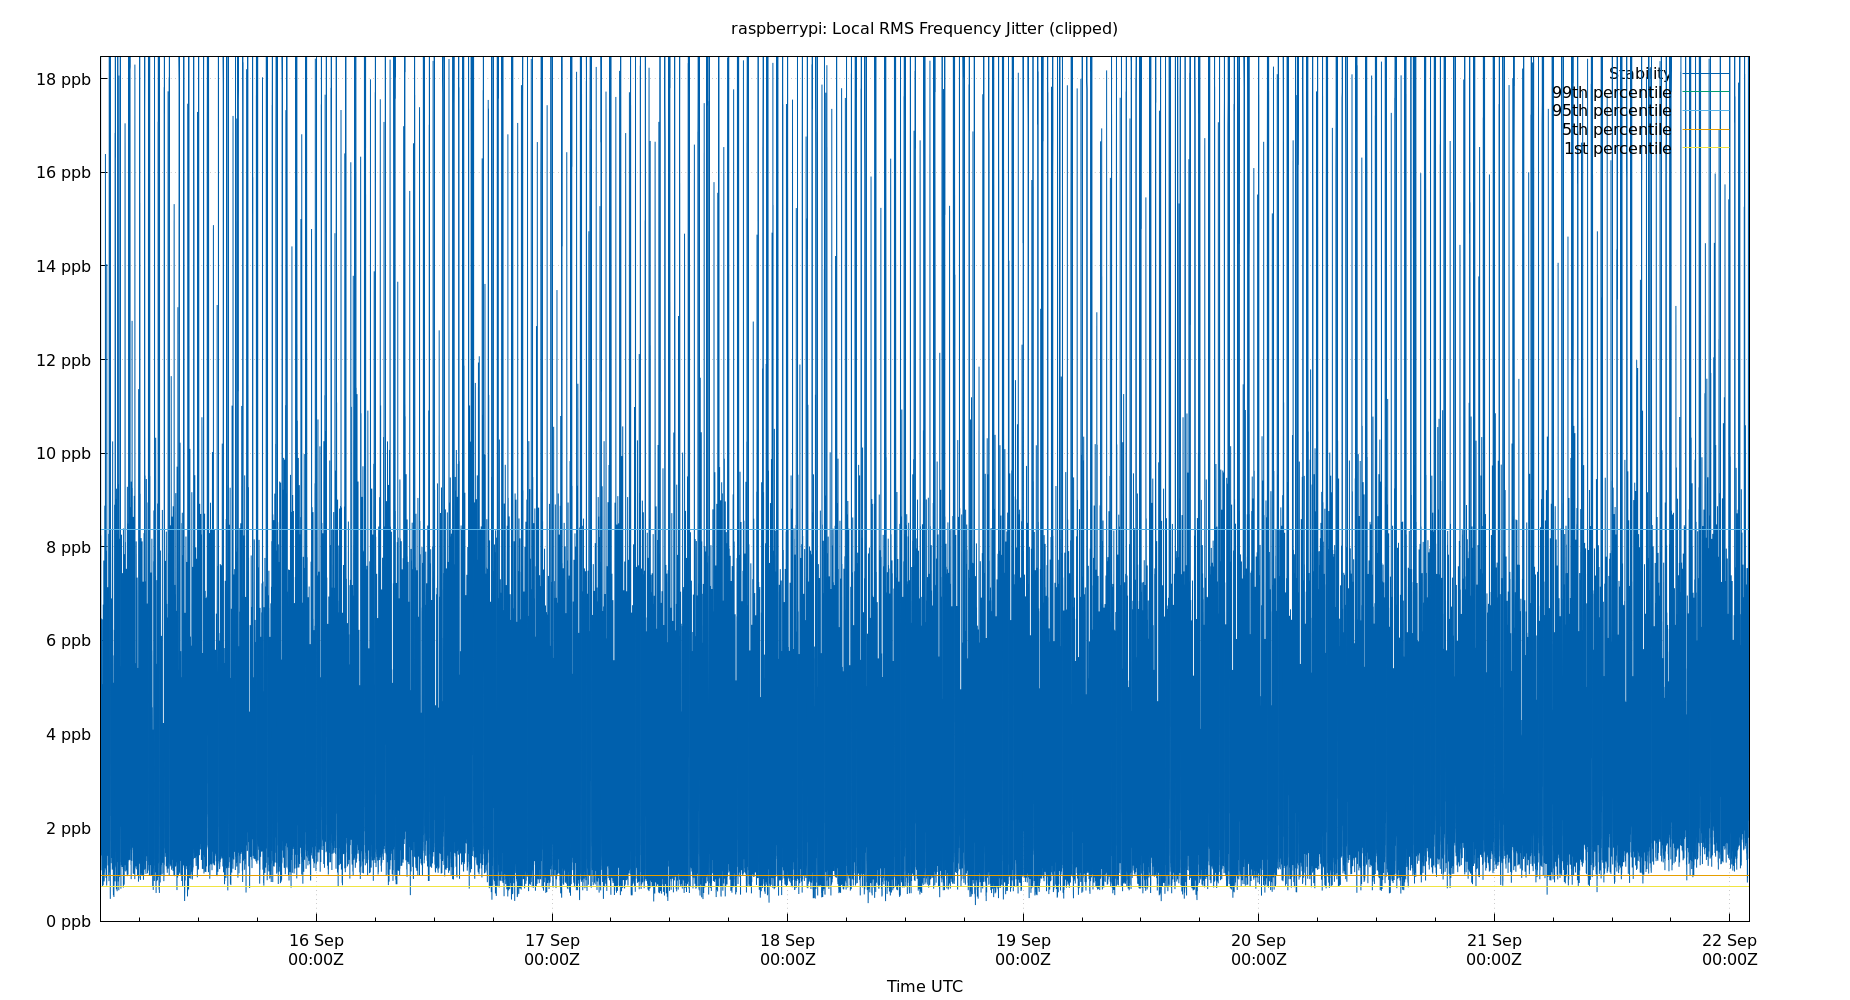 raspberrypi: Local RMS Frequency Jitter (clipped)
18 ppb
16 ppb
14 ppb
12 ppb
10 ppb
8 ppb
6 ppb
4 ppb
2 ppb
0 ppb
Stability
99th percentile
95th percentile
5th percentile
1st percentile
16 Sep
00:00Z
17 Sep
00:00Z
18 Sep
00:00Z
19 Sep
00:00Z
20 Sep
00:00Z
21 Sep
00:00Z
22 Sep
00:00Z
Time UTC